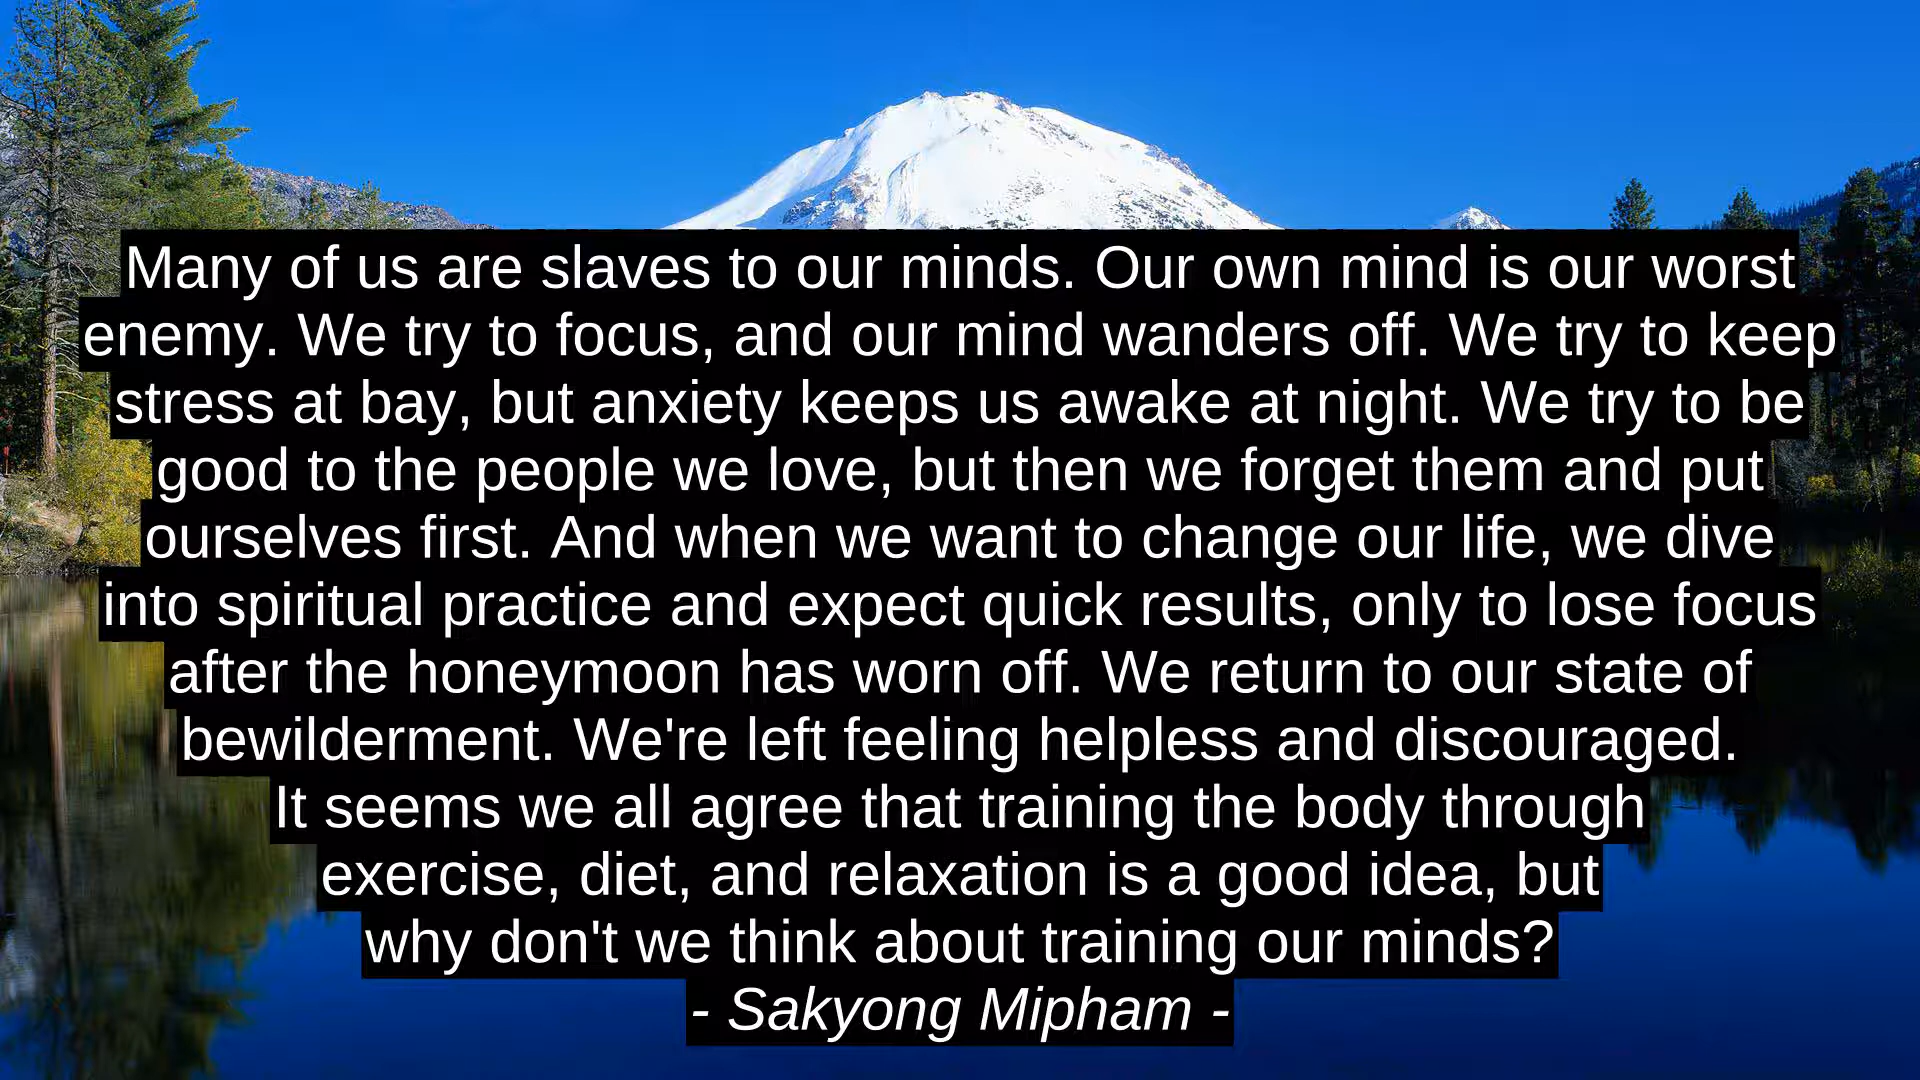 Many of us are slaves to our minds. Our own mind is our worst
enemy. We try to focus, and our mind wanders off. We try to keep
stress at bay, but anxiety keeps us awake at night. We try to be
good to the people we love, but then we forget them and put
ourselves first. And when we want to change our life, we dive
into spiritual practice and expect quick results, only to lose focus
after the honeymoon has worn off. We return to our state of
bewilderment. We're left feeling helpless and discouraged.
It seems we all agree that training the body through
exercise, diet, and relaxation is a good idea, but
why don't we think about training our minds?
- Sakyong Mipham -